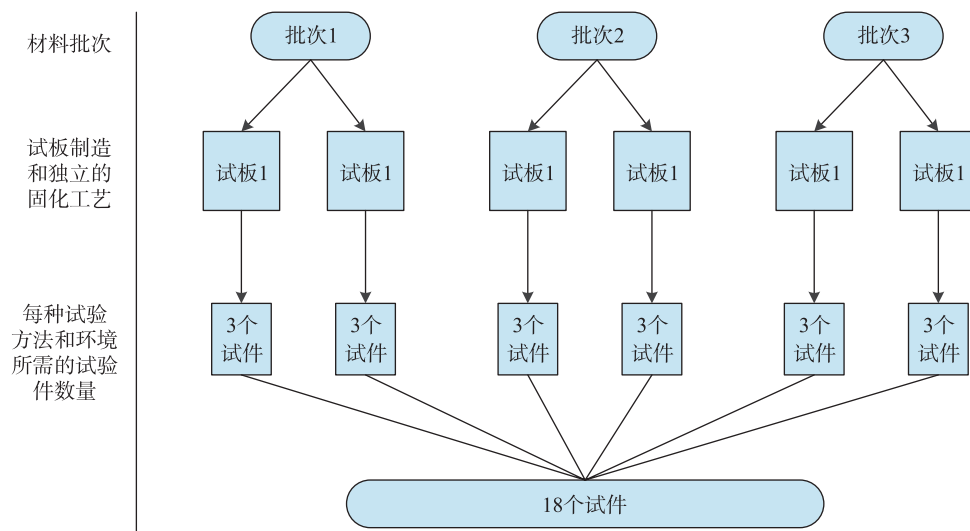 材料批次
批次1
批次2
批次3
试板制造
和独立的
固化工艺
试板1
试板1
试板1
试板1
试板1
试板1
每种试验
方法和环境
所需的试验
件数量
3个
试件
3个
试件
3个
试件
3个
试件
3个
试件
3个
试件
18个试件